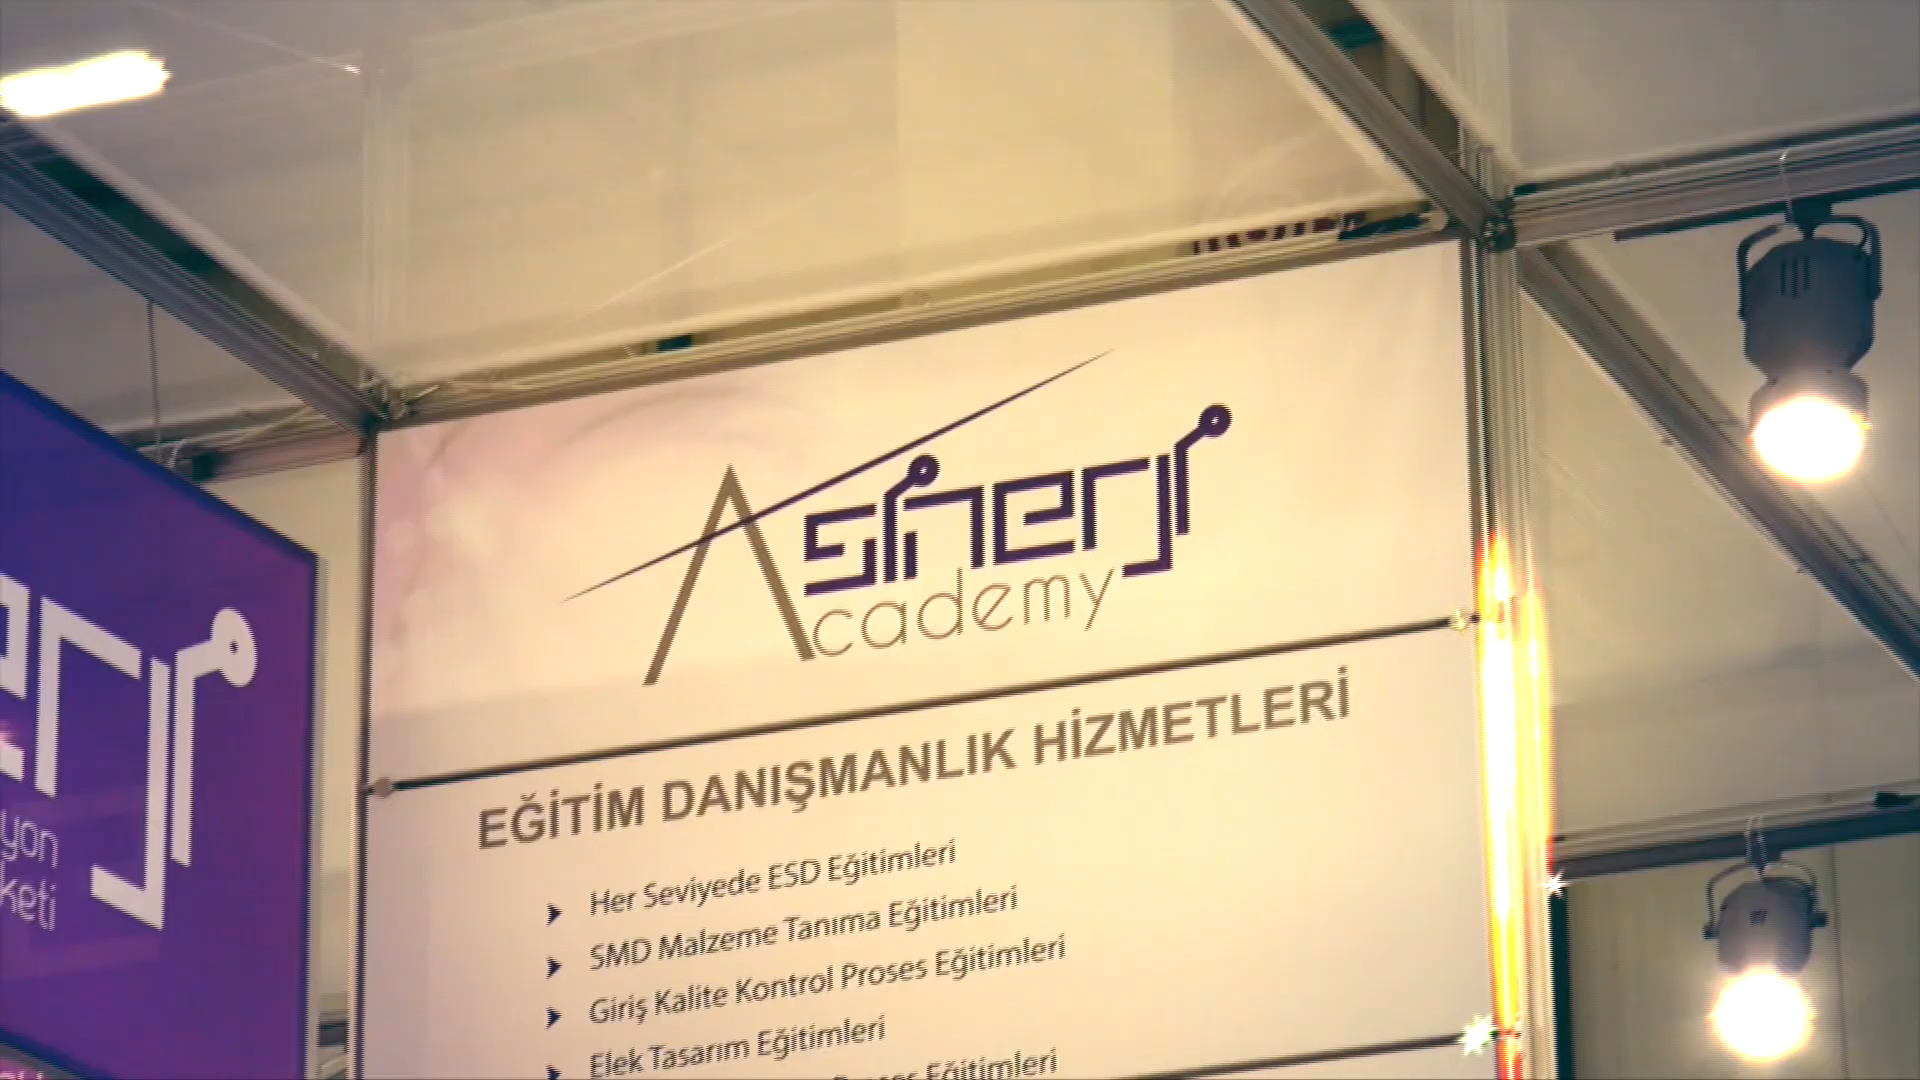 sinerji
Academy
EĞİTİM DANIŞMANLIK HİZMETLERİ
Her Seviyede ESD Eğitimleri
SMD Malzeme Tanıma Eğitimleri
Giriş Kalite Kontrol Proses Eğitimleri
Elek Tasarım Eğitimleri
Eğitimleri